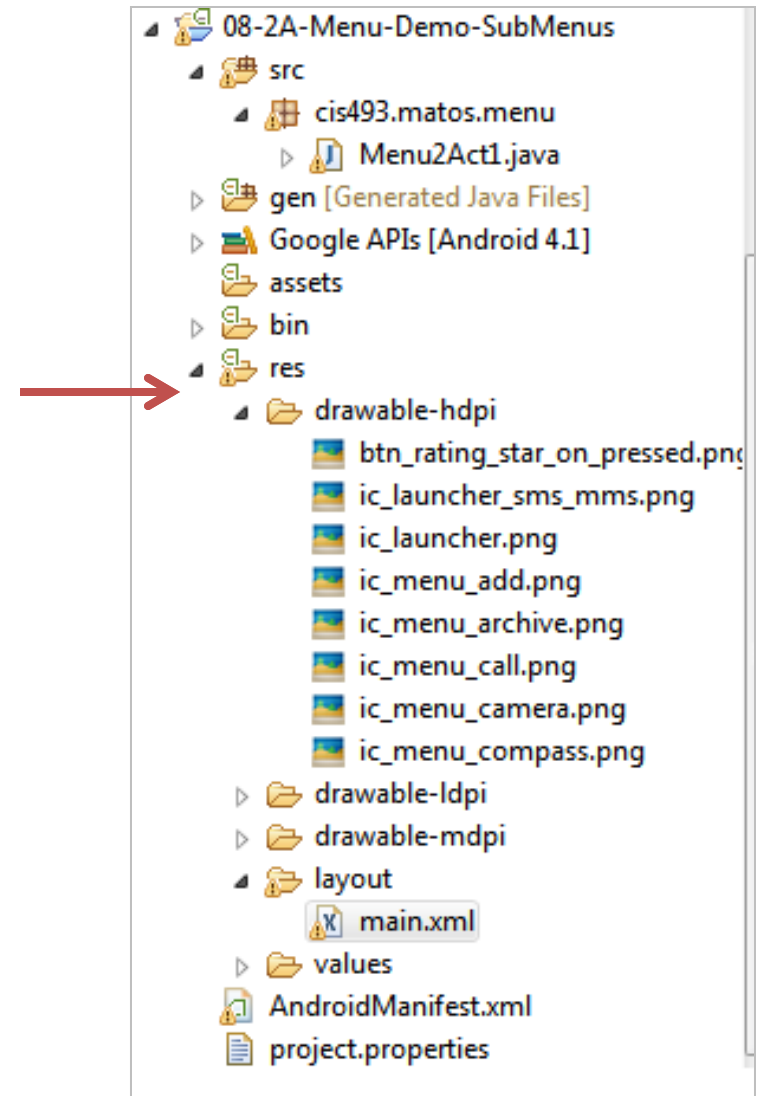 08-2A-Menu-Demo-SubMenus
src
cis493.matos.menu
Menu2Act1.java
gen [Generated Java Files]
Google APIs [Android 4.1]
assets
bin
res
drawable-hdpi
btn_rating_star_on_pressed.png
ic_launcher_sms_mms.png
ic_launcher.png
ic_menu_add.png
ic_menu_archive.png
ic_menu_call.png
ic_menu_camera.png
ic_menu_compass.png
drawable-ldpi
drawable-mdpi
layout
main.xml
values
AndroidManifest.xml
project.properties